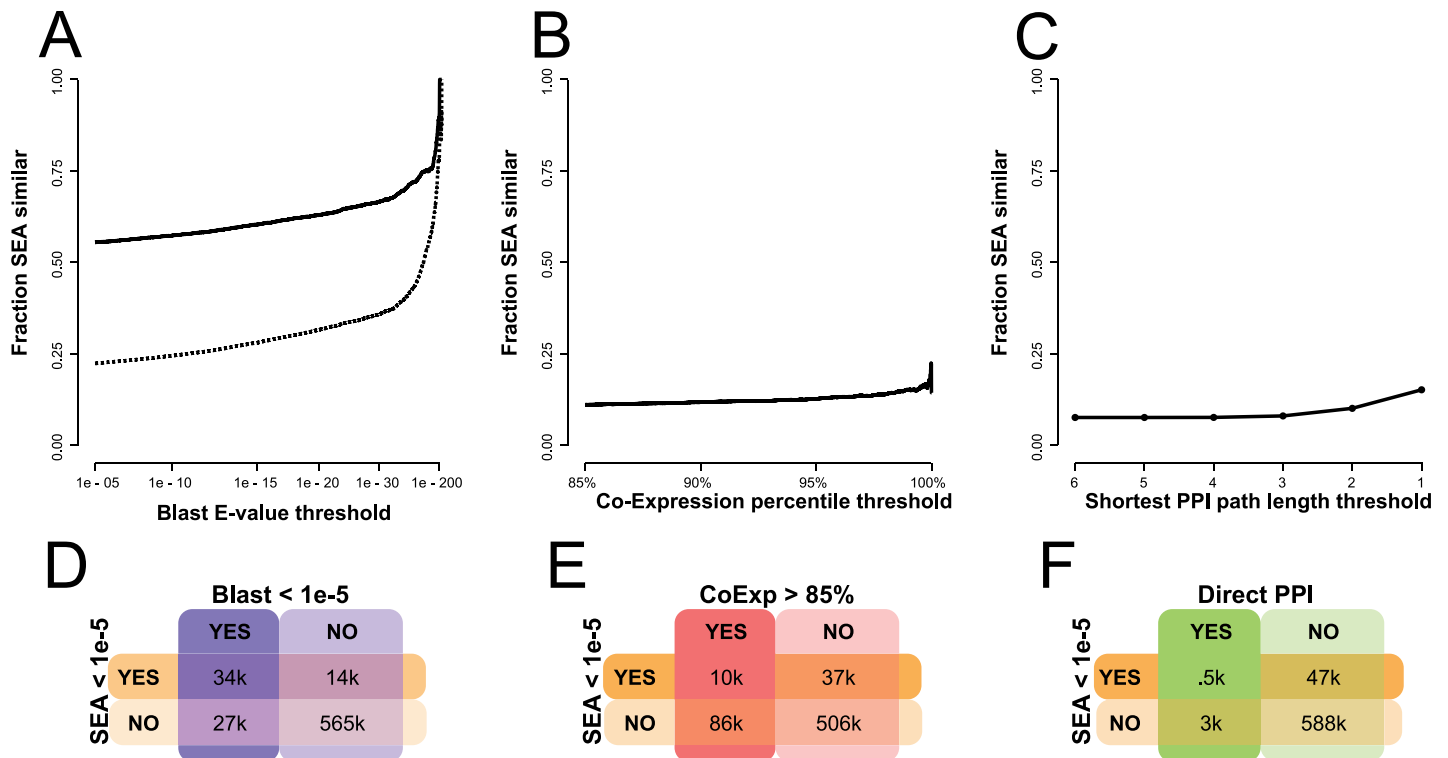 A
B
C
Fraction SEA similar
0.00
0.25
0.50
0.75
1.00
1e - 05
1e - 10
1e - 15
1e - 20
1e - 30
1e - 200
Blast E-value threshold
Fraction SEA similar
0.00
0.25
0.50
0.75
1.00
85%
90%
95%
100%
Co-Expression percentile threshold
Fraction SEA similar
0.00
0.25
0.50
0.75
1.00
6
5
4
3
2
1
Shortest PPI path length threshold
D
Blast < 1e-5
SEA < 1e-5
YES NO
YES 34k 14k
NO 27k 565k
E
CoExp > 85%
SEA < 1e-5
YES NO
YES 10k 37k
NO 86k 506k
F
Direct PPI
SEA < 1e-5
YES NO
YES .5k 47k
NO 3k 588k